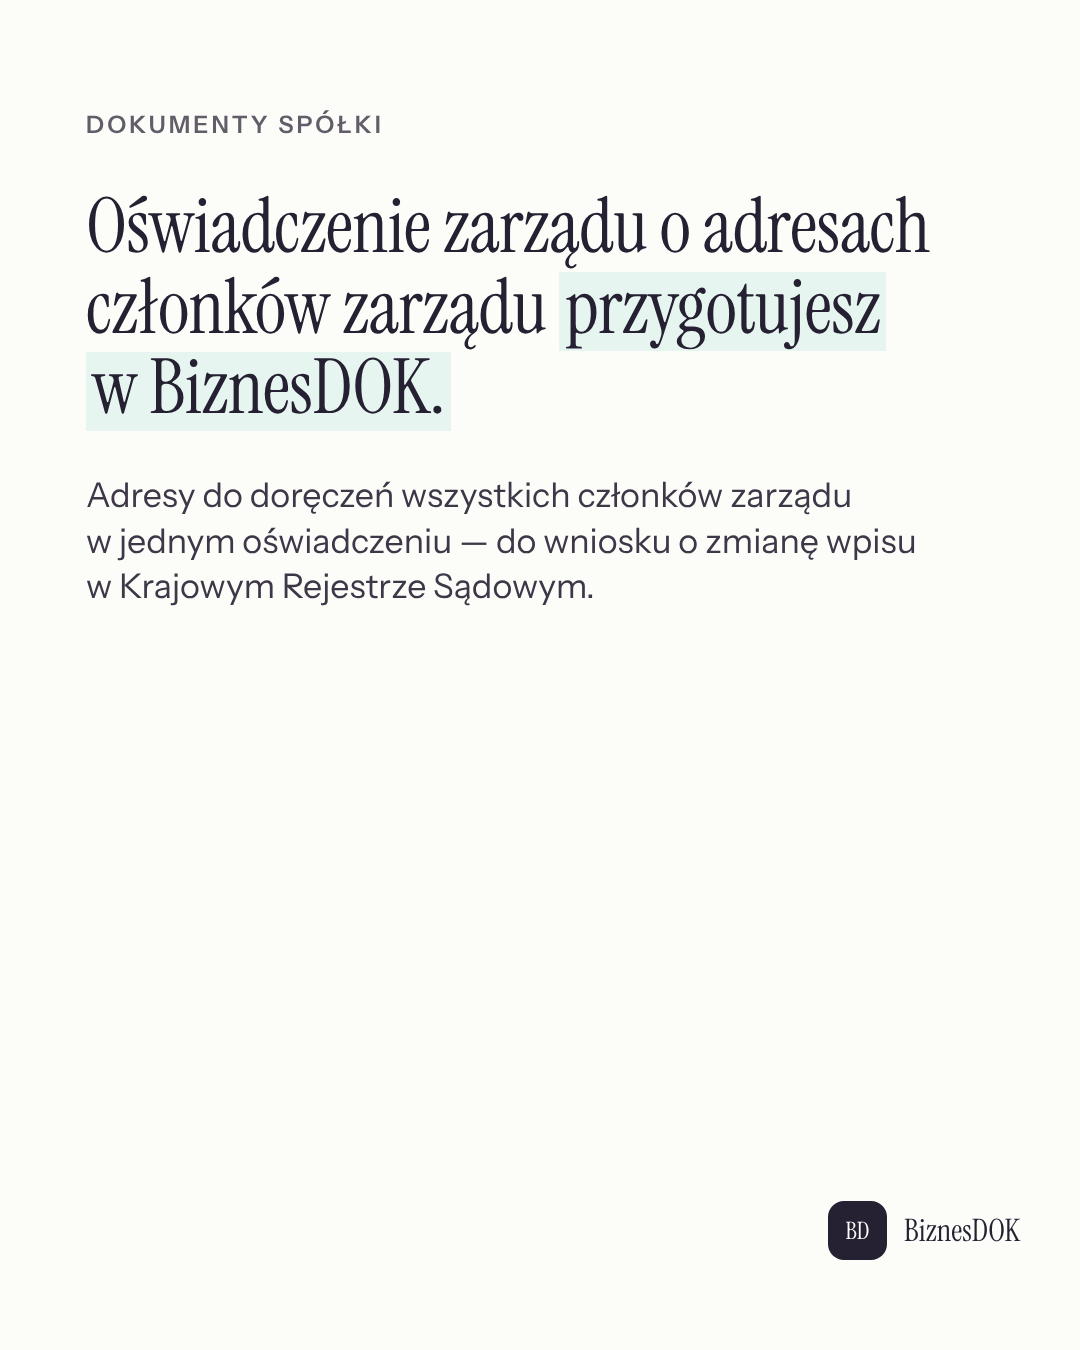 DOKUMENTY SPÓŁKI
Oświadczenie zarządu o adresach
członków zarządu przygotujesz
w BiznesDOK.
Adresy do doręczeń wszystkich członków zarządu
w jednym oświadczeniu — do wniosku o zmianę wpisu
w Krajowym Rejestrze Sądowym.
BD BiznesDOK